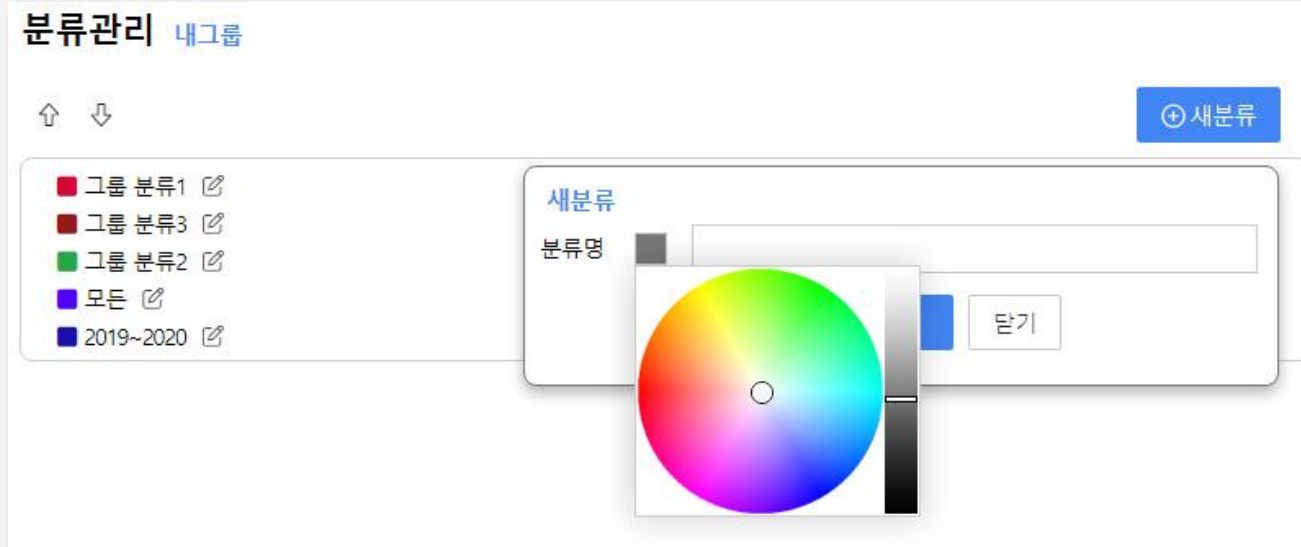 분류관리 내그룹
새분류
그룹 분류1
그룹 분류3
그룹 분류2
모든
2019~2020
새분류
분류명
닫기